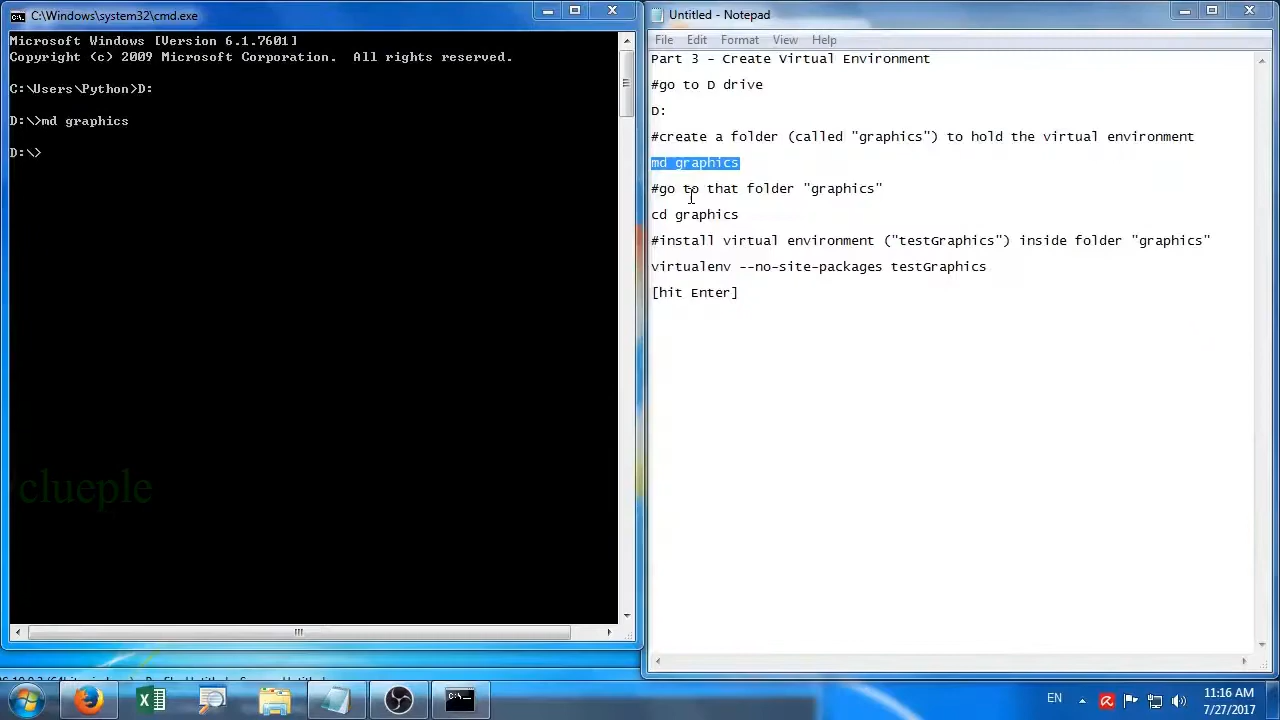 C:\Windows\system32\cmd.exe
Microsoft Windows [Version 6.1.7601]
Copyright (c) 2009 Microsoft Corporation.  All rights reserved.
C:\Users\Python>D:
D:\>md graphics
D:\>
clueple
Untitled - Notepad
File Edit Format View Help
Part 3 - Create Virtual Environment
#go to D drive
D:
#create a folder (called "graphics") to hold the virtual environment
md graphics
#go to that folder "graphics"
cd graphics
#install virtual environment ("testGraphics") inside folder "graphics"
virtualenv --no-site-packages testGraphics
[hit Enter]
EN
11:16 AM
7/27/2017